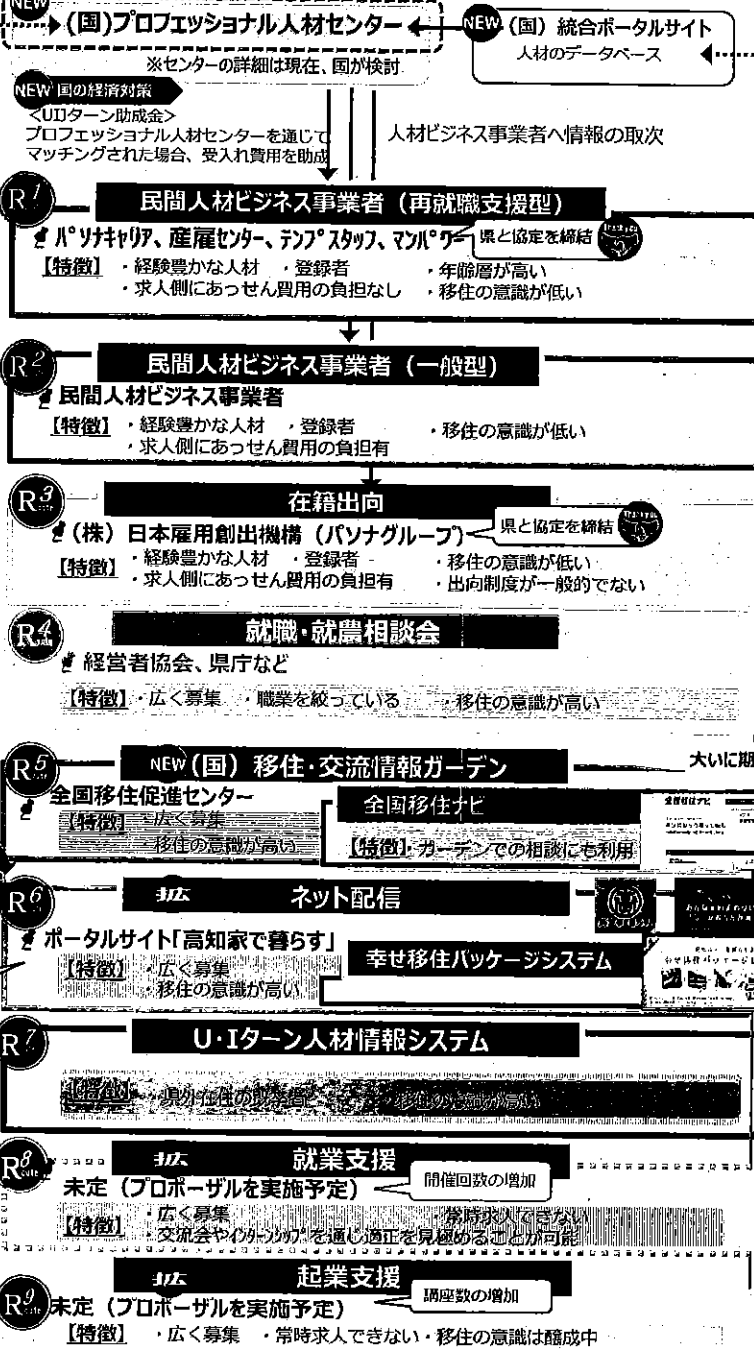 NEW
(国)プロフェッショナル人材センター
NEW (国) 統合ポータルサイト
人材のデータベース
※センターの詳細は現在、国が検討
NEW 国の経済対策
<UIJターン助成金>
プロフェッショナル人材センターを通じて
マッチングされた場合、受入れ費用を助成
人材ビジネス事業者へ情報の取次
R1
民間人材ビジネス事業者（再就職支援型）
パソナキャリア、産雇センター、テンプスタッフ、マンパワー
県と協定を締結
【特徴】 ・経験豊かな人材 ・登録者 ・年齢層が高い
・求人側にあっせん費用の負担なし ・移住の意識が低い
R2
民間人材ビジネス事業者（一般型）
民間人材ビジネス事業者
【特徴】 ・経験豊かな人材 ・登録者 ・移住の意識が低い
・求人側にあっせん費用の負担有
R3
在籍出向
(株) 日本雇用創出機構（パソナグループ）
県と協定を締結
【特徴】 ・経験豊かな人材 ・登録者 ・移住の意識が低い
・求人側にあっせん費用の負担有 ・出向制度が一般的でない
R4
就職・就農相談会
経営者協会、県庁など
【特徴】 ・広く募集 ・職業を絞っている ・移住の意識が高い
R5
NEW (国) 移住・交流情報ガーデン
大いに期
全国移住促進センター
【特徴】 ・広く募集
・移住の意識が高い
全国移住ナビ
【特徴】 ・ガーデンでの相談にも利用
全国移住ナビ
R6
拡 ネット配信
ポータルサイト「高知家で暮らす」
【特徴】 ・広く募集
・移住の意識が高い
幸せ移住パッケージシステム
R7
U・Iターン人材情報システム
【特徴】 ・県外在住の ・移住の意識が高い
R8
拡 就業支援
未定（プロポーザルを実施予定）
開催回数の増加
【特徴】 ・広く募集 ・常時求人できない
・交流会やインターンシップを通じ適正を見極めることが可能
R9
拡 起業支援
未定（プロポーザルを実施予定）
講座数の増加
【特徴】 ・広く募集 ・常時求人できない ・移住の意識は醸成中